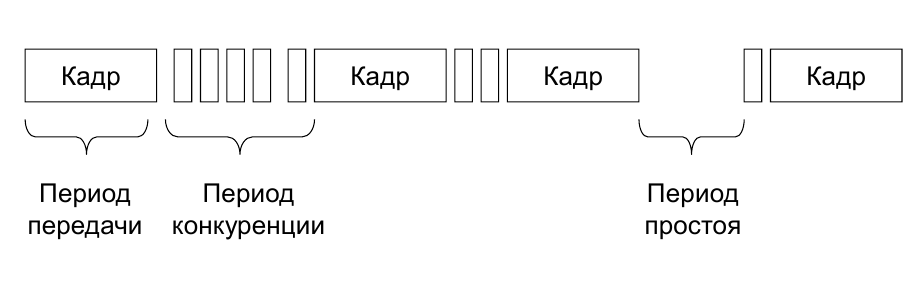 Кадр
Кадр
Кадр
Кадр
Период
передачи
Период
конкуренции
Период
простоя